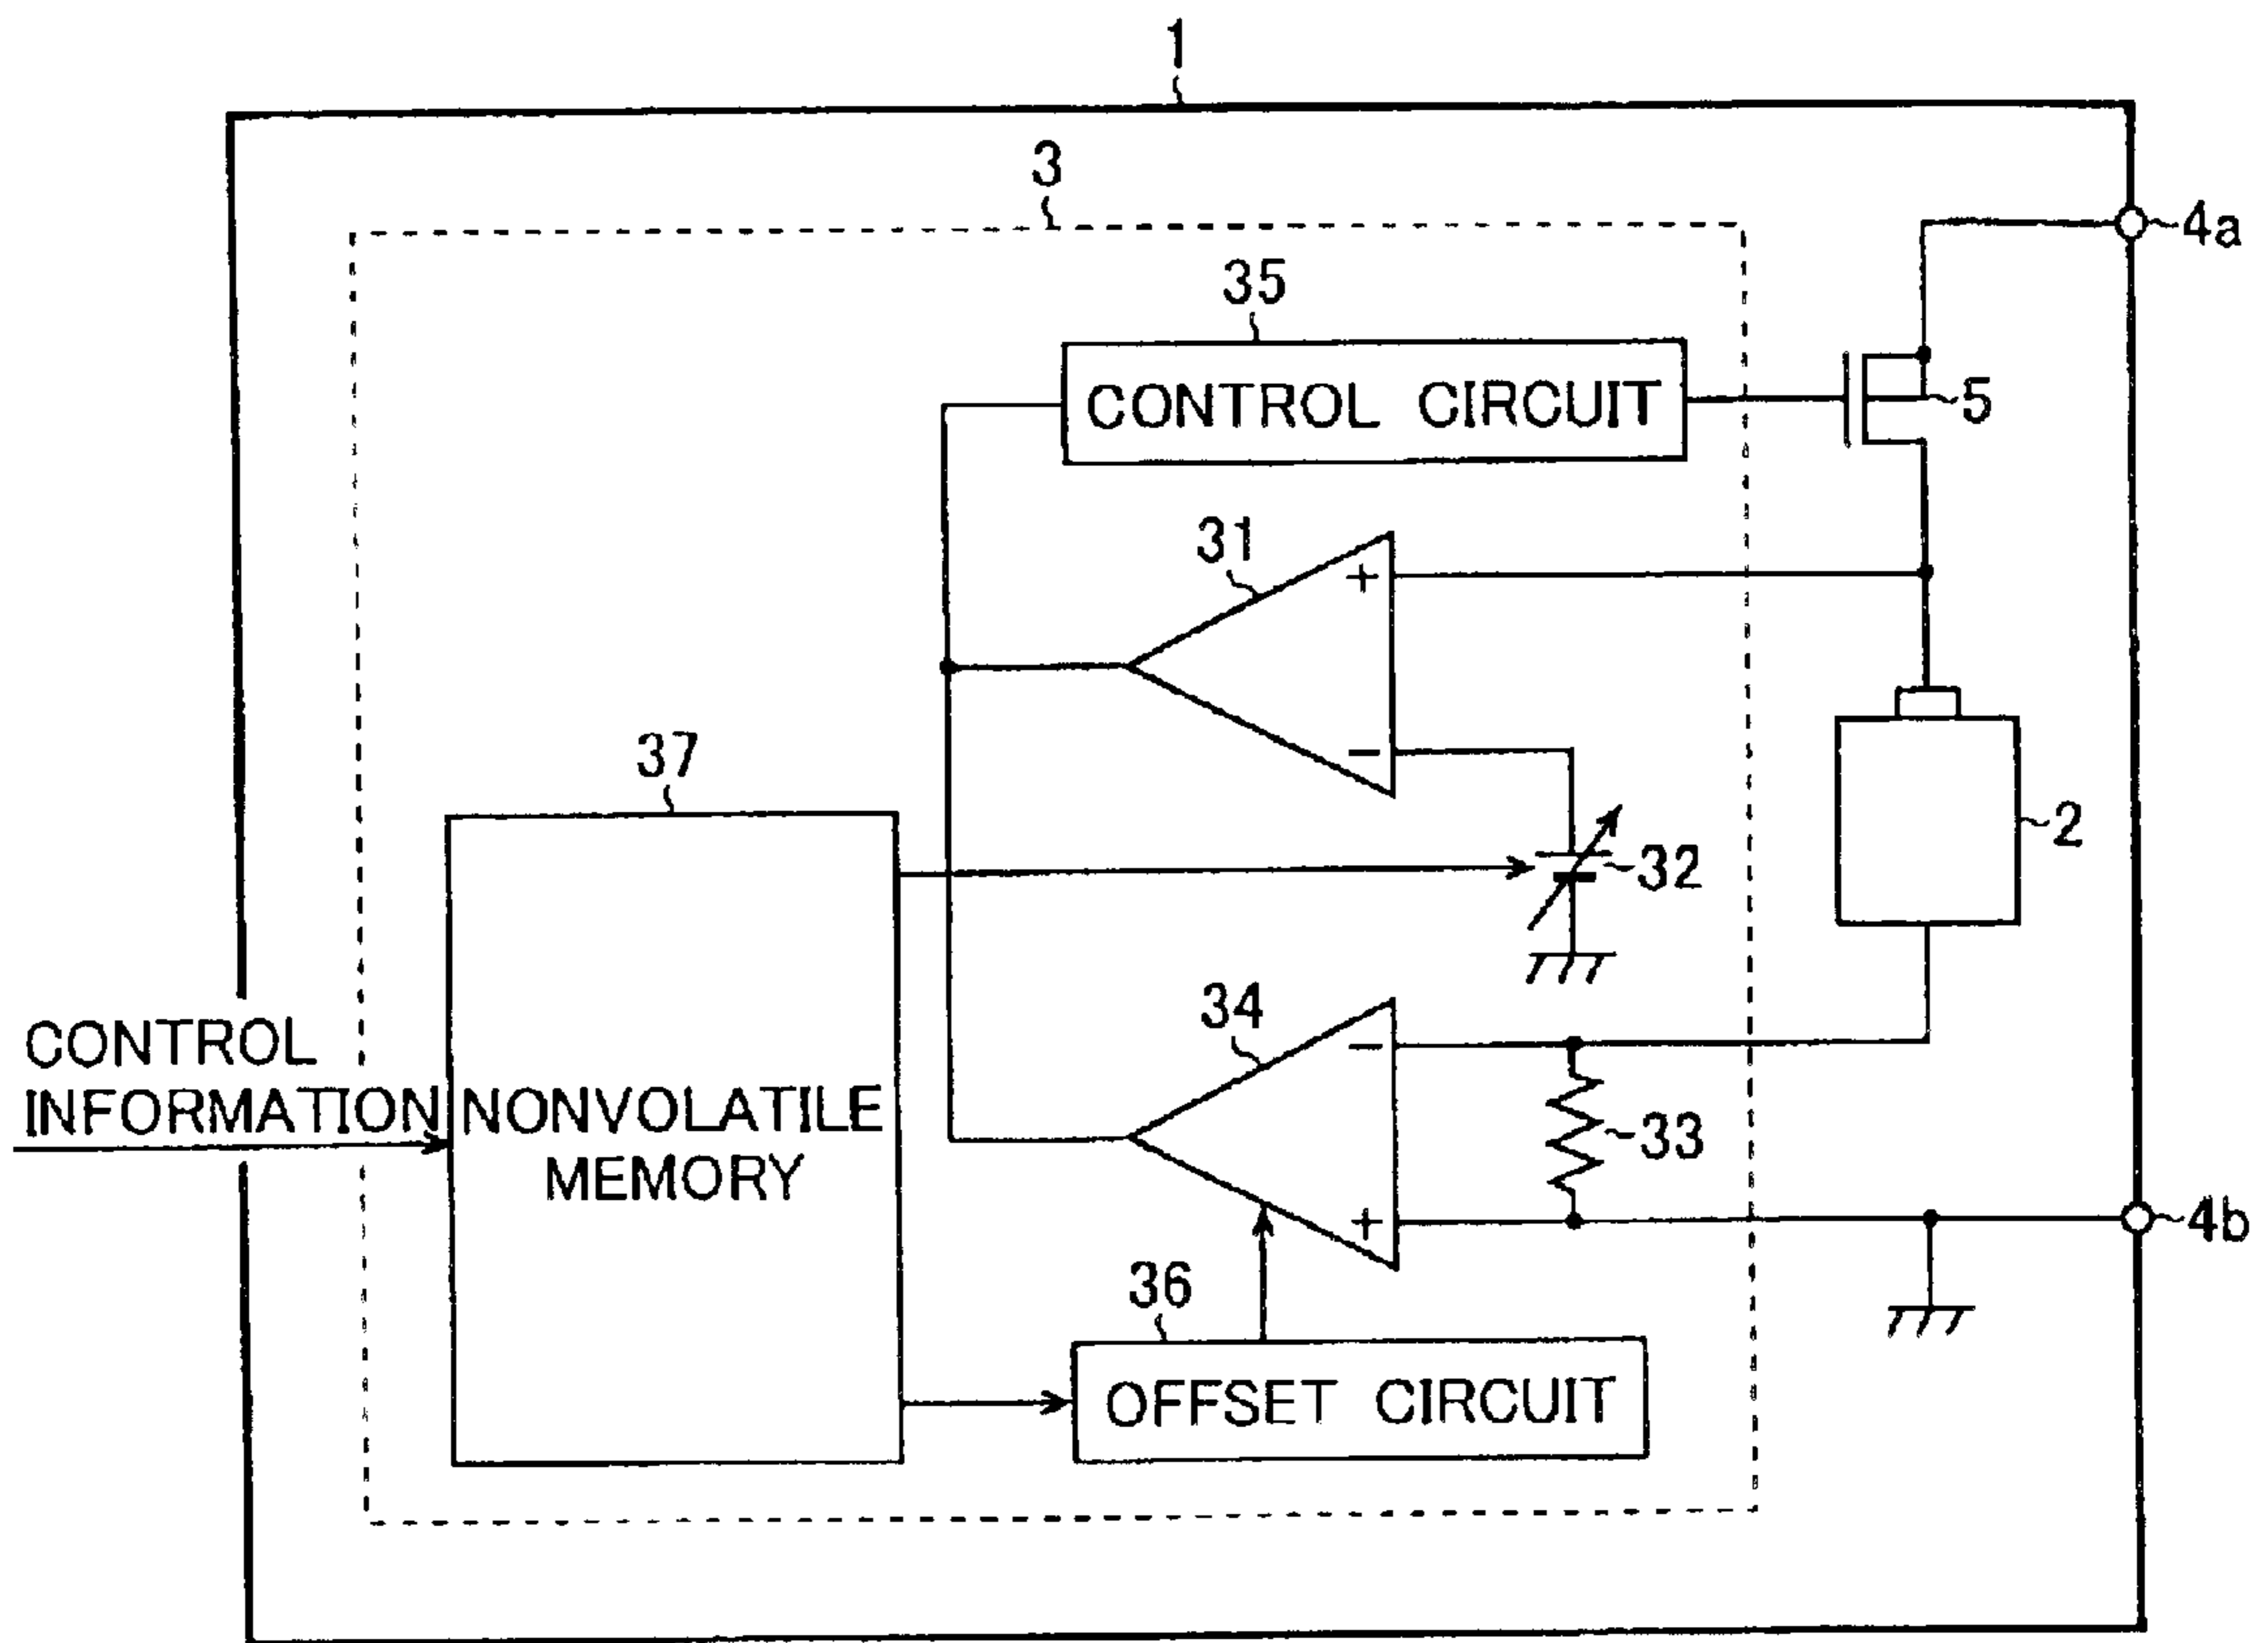 1
3
4a
35
CONTROL CIRCUIT
5
31
+
−
37
32
2
34
−
CONTROL
INFORMATION
NONVOLATILE
MEMORY
33
+
4b
36
OFFSET CIRCUIT